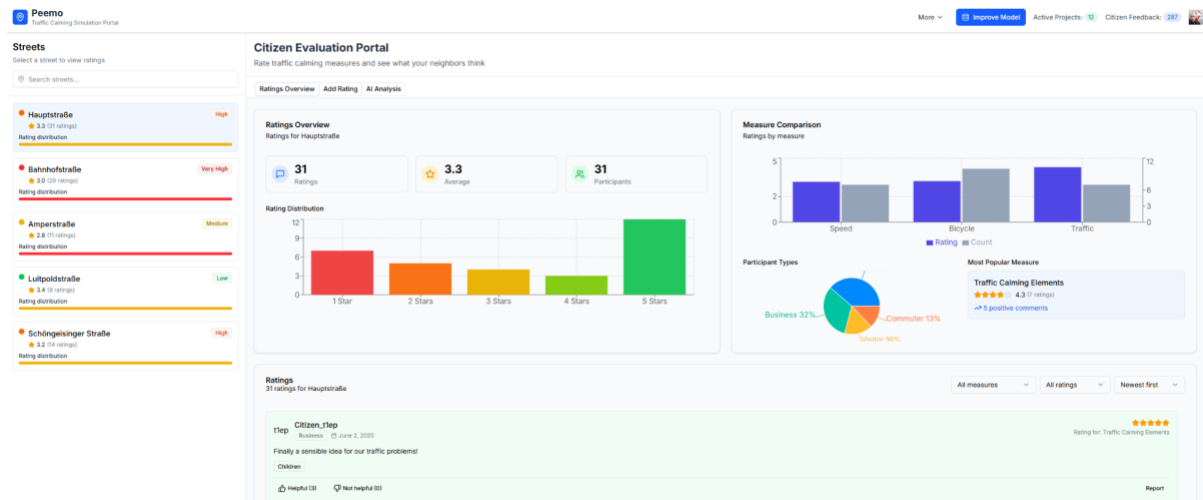 Peemo
Traffic Calming Simulation Portal
More
Improve Model
Active Projects: 12
Citizen Feedback: 287
Streets
Select a street to view ratings
Search streets...
Hauptstraße
High
3.3 (31 ratings)
Rating distribution
Bahnhofstraße
Very High
3.0 (29 ratings)
Rating distribution
Amperstraße
Medium
2.8 (11 ratings)
Rating distribution
Luitpoldstraße
Low
3.4 (8 ratings)
Rating distribution
Schöngeisinger Straße
High
3.2 (14 ratings)
Rating distribution
Citizen Evaluation Portal
Rate traffic calming measures and see what your neighbors think
Ratings Overview Add Rating AI Analysis
Ratings Overview
Ratings for Hauptstraße
31
Ratings
3.3
Average
31
Participants
Rating Distribution
12
9
6
3
0
1 Star 2 Stars 3 Stars 4 Stars 5 Stars
Measure Comparison
Ratings by measure
5
2
0
12
6
3
0
Speed Bicycle Traffic
Rating Count
Participant Types
Business 32%
Commuter 13%
Most Popular Measure
Traffic Calming Elements
4.3 (7 ratings)
5 positive comments
Ratings
31 ratings for Hauptstraße
All measures
All ratings
Newest first
t1ep
Citizen_t1ep
Business June 2, 2025
Rating for: Traffic Calming Elements
Finally a sensible idea for our traffic problems!
Children
Helpful (3) Not helpful (0)
Report